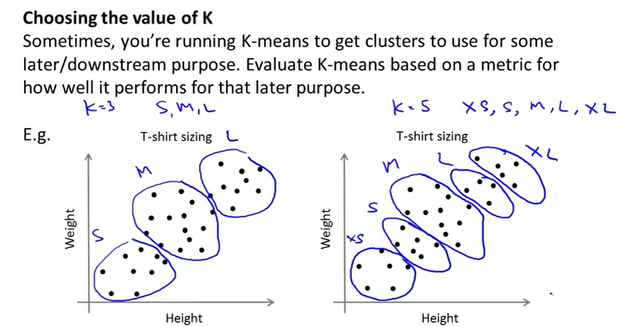 Choosing the value of K
Sometimes, you're running K-means to get clusters to use for some
later/downstream purpose. Evaluate K-means based on a metric for
how well it performs for that later purpose.
K=3 S, M, L
K=5 XS, S, M, L, XL
E.g.
T-shirt sizing
L
M
S
Weight
Height
T-shirt sizing
XL
L
M
S
XS
Weight
Height